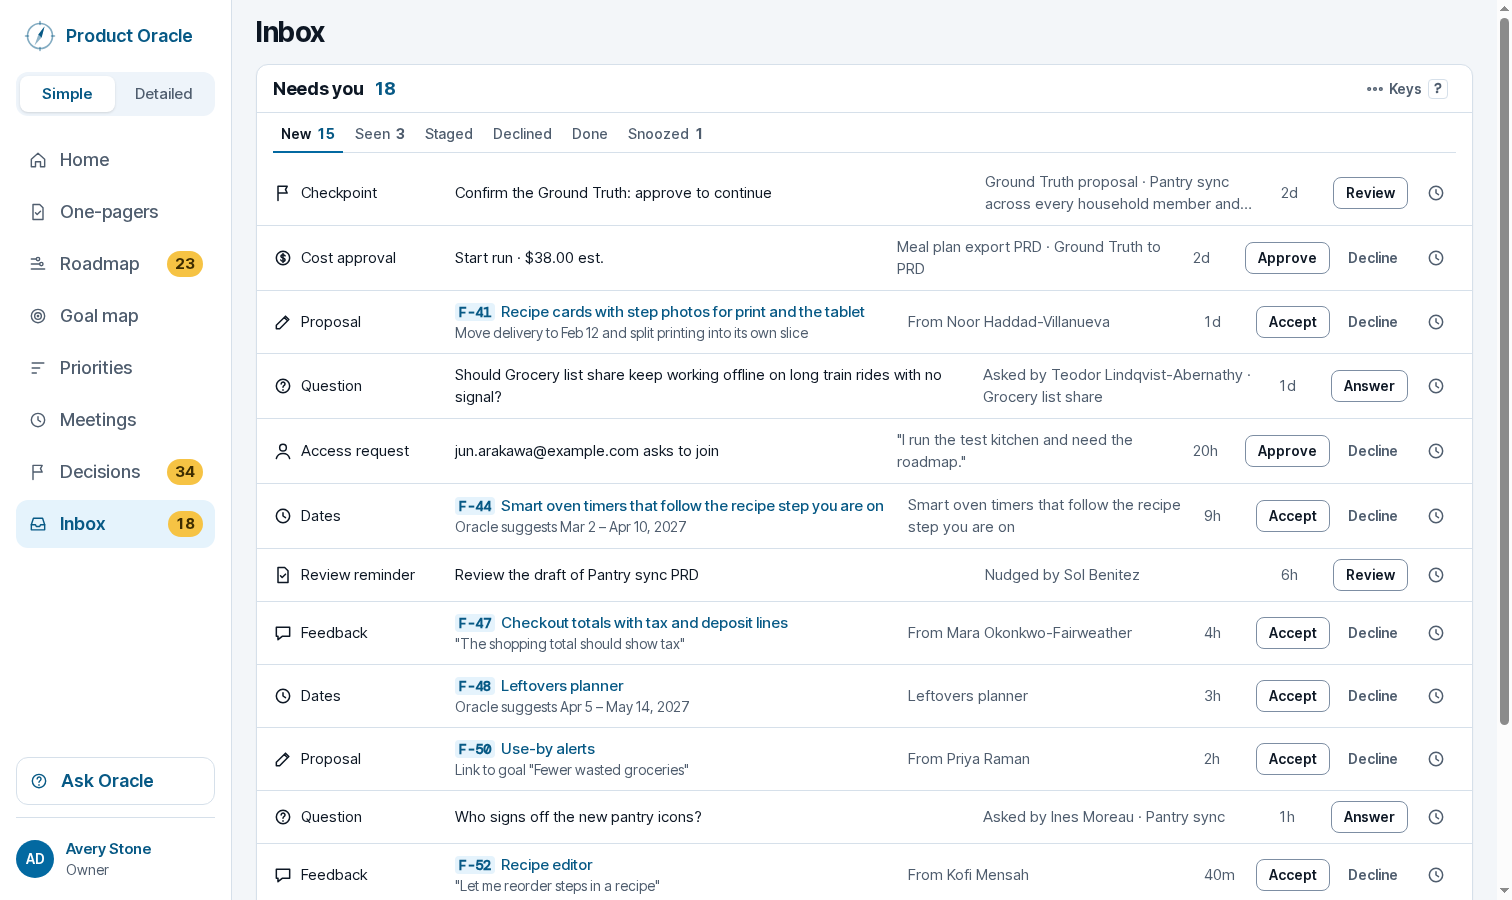 Product Oracle
Simple
Detailed
Home
One-pagers
Roadmap 23
Goal map
Priorities
Meetings
Decisions 34
Inbox 18
Ask Oracle
AD
Avery Stone
Owner
Inbox
Needs you 18
••• Keys ?
New 15
Seen 3
Staged
Declined
Done
Snoozed 1
Checkpoint
Confirm the Ground Truth: approve to continue
Ground Truth proposal · Pantry sync
across every household member and…
2d
Review
Cost approval
Start run · $38.00 est.
Meal plan export PRD · Ground Truth to
PRD
2d
Approve
Decline
Proposal
F-41 Recipe cards with step photos for print and the tablet
Move delivery to Feb 12 and split printing into its own slice
From Noor Haddad-Villanueva
1d
Accept
Decline
Question
Should Grocery list share keep working offline on long train rides with no
signal?
Asked by Teodor Lindqvist-Abernathy ·
Grocery list share
1d
Answer
Access request
jun.arakawa@example.com asks to join
"I run the test kitchen and need the
roadmap."
20h
Approve
Decline
Dates
F-44 Smart oven timers that follow the recipe step you are on
Oracle suggests Mar 2 – Apr 10, 2027
Smart oven timers that follow the recipe
step you are on
9h
Accept
Decline
Review reminder
Review the draft of Pantry sync PRD
Nudged by Sol Benitez
6h
Review
Feedback
F-47 Checkout totals with tax and deposit lines
"The shopping total should show tax"
From Mara Okonkwo-Fairweather
4h
Accept
Decline
Dates
F-48 Leftovers planner
Oracle suggests Apr 5 – May 14, 2027
Leftovers planner
3h
Accept
Decline
Proposal
F-50 Use-by alerts
Link to goal "Fewer wasted groceries"
From Priya Raman
2h
Accept
Decline
Question
Who signs off the new pantry icons?
Asked by Ines Moreau · Pantry sync
1h
Answer
Feedback
F-52 Recipe editor
"Let me reorder steps in a recipe"
From Kofi Mensah
40m
Accept
Decline